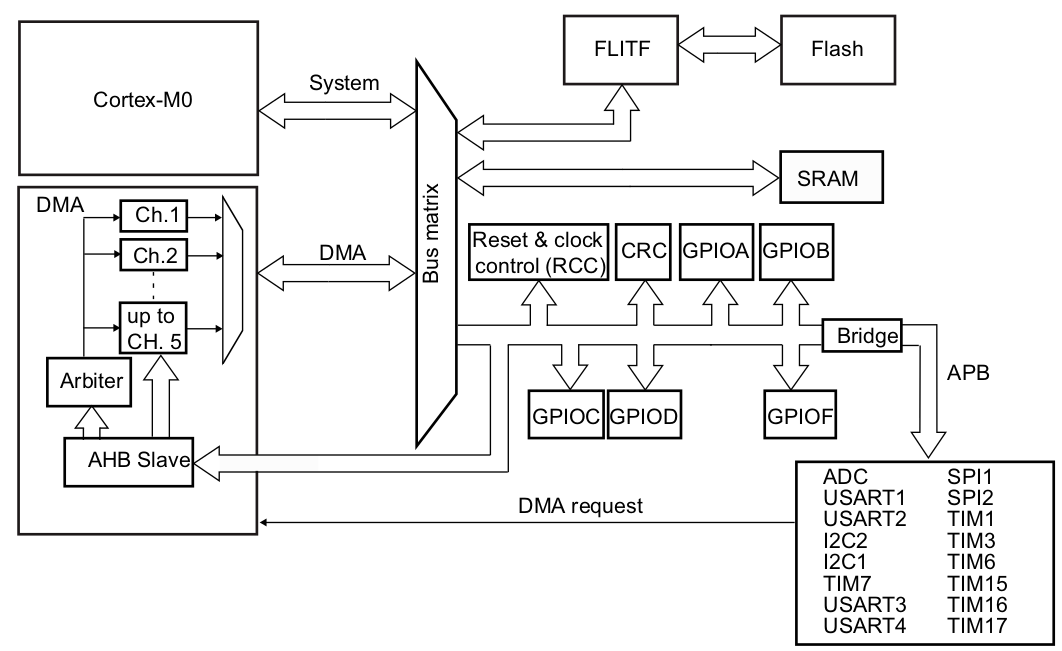 FLITF
Flash
Cortex-M0
System
SRAM
DMA
Ch.1
Ch.2
up to
CH. 5
Arbiter
AHB Slave
DMA
Bus matrix
Reset & clock
control (RCC)
CRC
GPIOA
GPIOB
Bridge
APB
GPIOC
GPIOD
GPIOF
DMA request
ADC
USART1
USART2
I2C2
I2C1
TIM7
USART3
USART4
SPI1
SPI2
TIM1
TIM3
TIM6
TIM15
TIM16
TIM17